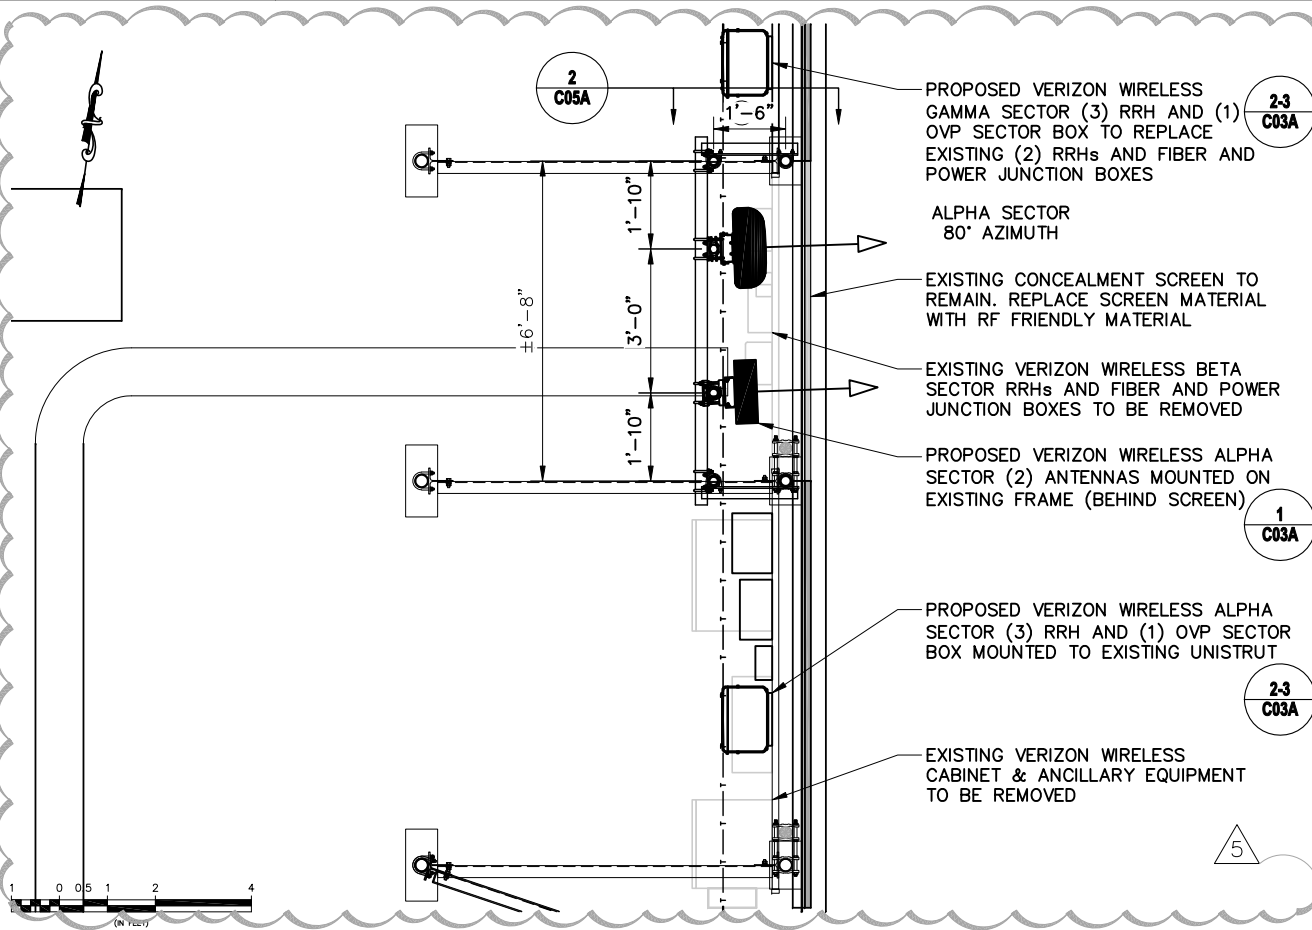 2
C05A
1'-6"
PROPOSED VERIZON WIRELESS
GAMMA SECTOR (3) RRH AND (1)
OVP SECTOR BOX TO REPLACE
EXISTING (2) RRHs AND FIBER AND
POWER JUNCTION BOXES
2-3
C03A
ALPHA SECTOR
80° AZIMUTH
1'-10"
±6'-8"
3'-0"
1'-10"
EXISTING CONCEALMENT SCREEN TO
REMAIN. REPLACE SCREEN MATERIAL
WITH RF FRIENDLY MATERIAL
EXISTING VERIZON WIRELESS BETA
SECTOR RRHs AND FIBER AND POWER
JUNCTION BOXES TO BE REMOVED
PROPOSED VERIZON WIRELESS ALPHA
SECTOR (2) ANTENNAS MOUNTED ON
EXISTING FRAME (BEHIND SCREEN)
1
C03A
PROPOSED VERIZON WIRELESS ALPHA
SECTOR (3) RRH AND (1) OVP SECTOR
BOX MOUNTED TO EXISTING UNISTRUT
2-3
C03A
EXISTING VERIZON WIRELESS
CABINET & ANCILLARY EQUIPMENT
TO BE REMOVED
5
1 0 0.5 1 2 4
(IN FEET)